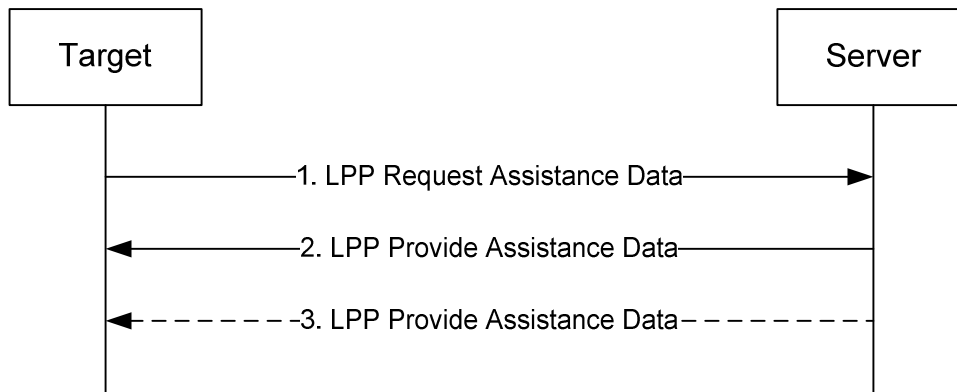 Target
Server
1. LPP Request Assistance Data
2. LPP Provide Assistance Data
3. LPP Provide Assistance Data